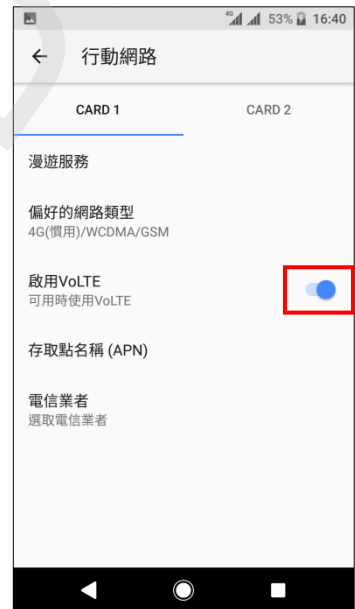 4G 53% 16:40
行動網路
CARD 1 CARD 2
漫遊服務
偏好的網路類型
4G(慣用)/WCDMA/GSM
啟用VoLTE
可用時使用VoLTE
存取點名稱 (APN)
電信業者
選取電信業者